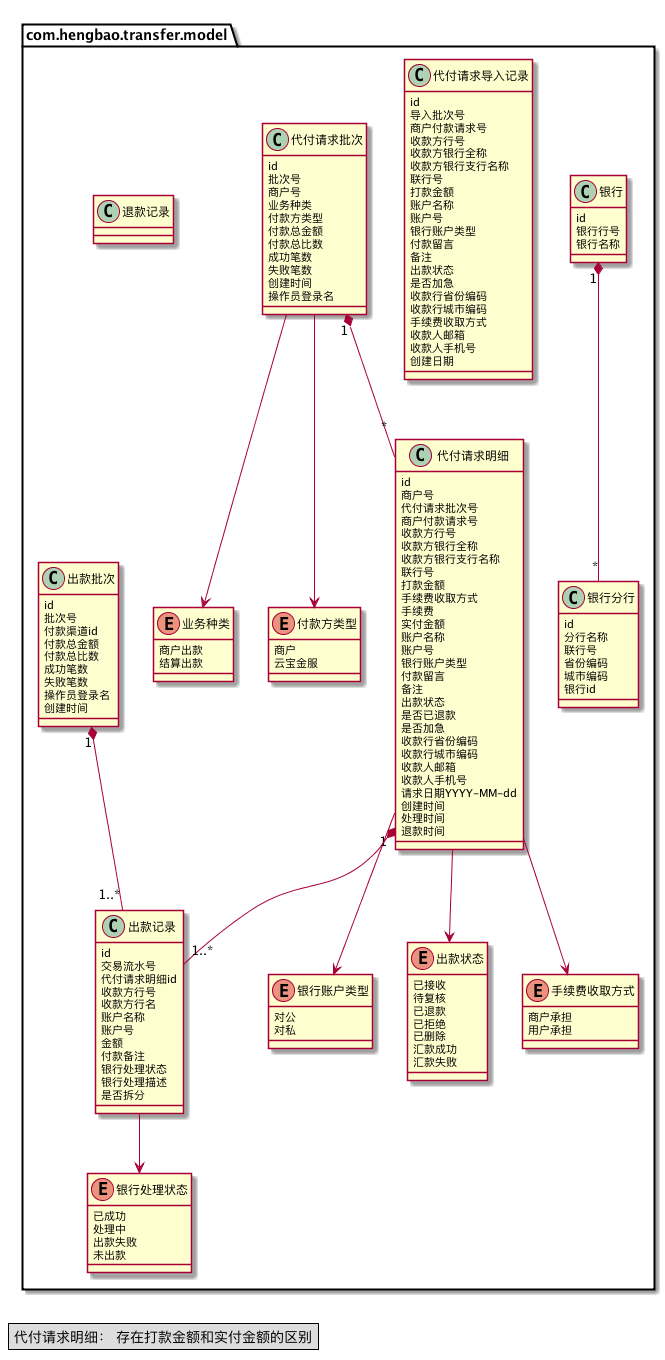 com.hengbao.transfer.model
C 代付请求导入记录
id
导入批次号
商户付款请求号
收款方行号
收款方银行全称
收款方银行支行名称
联行号
打款金额
账户名称
账户号
银行账户类型
付款留言
备注
出款状态
是否加急
收款行省份编码
收款行城市编码
手续费收取方式
收款人邮箱
收款人手机号
创建日期
C 代付请求批次
id
批次号
商户号
业务种类
付款方类型
付款总金额
付款总比数
成功笔数
失败笔数
创建时间
操作员登录名
1
*
C 退款记录
C 银行
id
银行行号
银行名称
1
*
C 代付请求明细
id
商户号
代付请求批次号
商户付款请求号
收款方行号
收款方银行全称
收款方银行支行名称
联行号
打款金额
手续费收取方式
手续费
实付金额
账户名称
账户号
银行账户类型
付款留言
备注
出款状态
是否已退款
是否加急
收款行省份编码
收款行城市编码
收款人邮箱
收款人手机号
请求日期YYYY-MM-dd
创建时间
处理时间
退款时间
1
1..*
C 出款批次
id
批次号
付款渠道id
付款总金额
付款总比数
成功笔数
失败笔数
操作员登录名
创建时间
1
1..*
E 业务种类
商户出款
结算出款
E 付款方类型
商户
云宝金服
C 银行分行
id
分行名称
联行号
省份编码
城市编码
银行id
C 出款记录
id
交易流水号
代付请求明细id
收款方行号
收款方行名
账户名称
账户号
金额
付款备注
银行处理状态
银行处理描述
是否拆分
E 银行账户类型
对公
对私
E 出款状态
已接收
待复核
已退款
已拒绝
已删除
汇款成功
汇款失败
E 手续费收取方式
商户承担
用户承担
E 银行处理状态
已成功
处理中
出款失败
未出款
代付请求明细： 存在打款金额和实付金额的区别